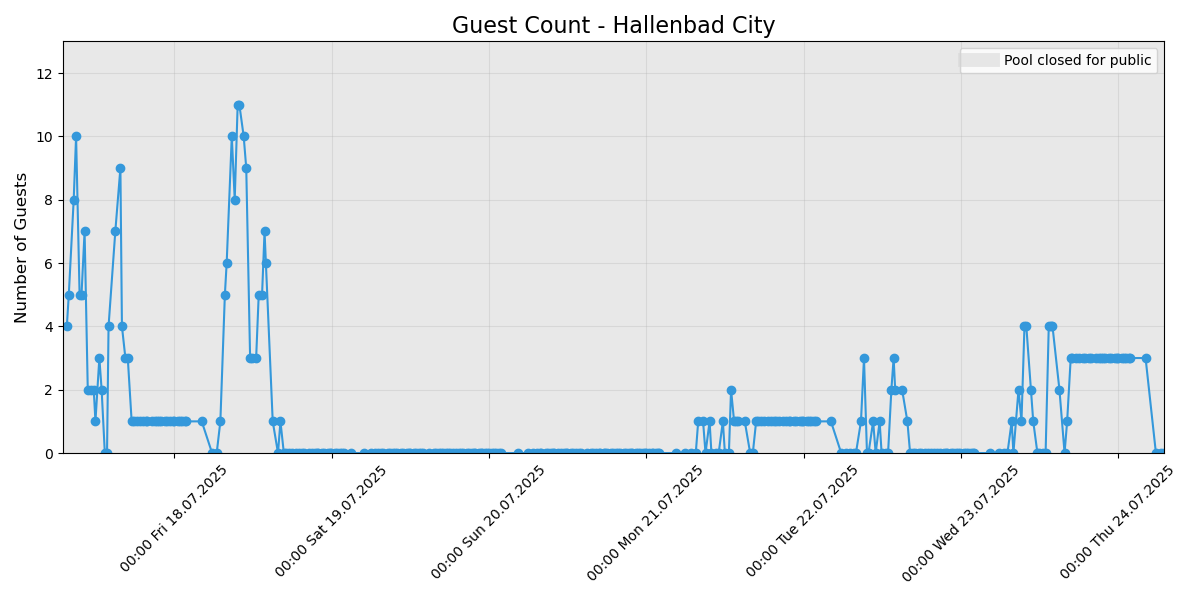 Guest Count - Hallenbad City
Pool closed for public
Number of Guests
12
10
8
6
4
2
0
00:00 Fri 18.07.2025
00:00 Sat 19.07.2025
00:00 Sun 20.07.2025
00:00 Mon 21.07.2025
00:00 Tue 22.07.2025
00:00 Wed 23.07.2025
00:00 Thu 24.07.2025